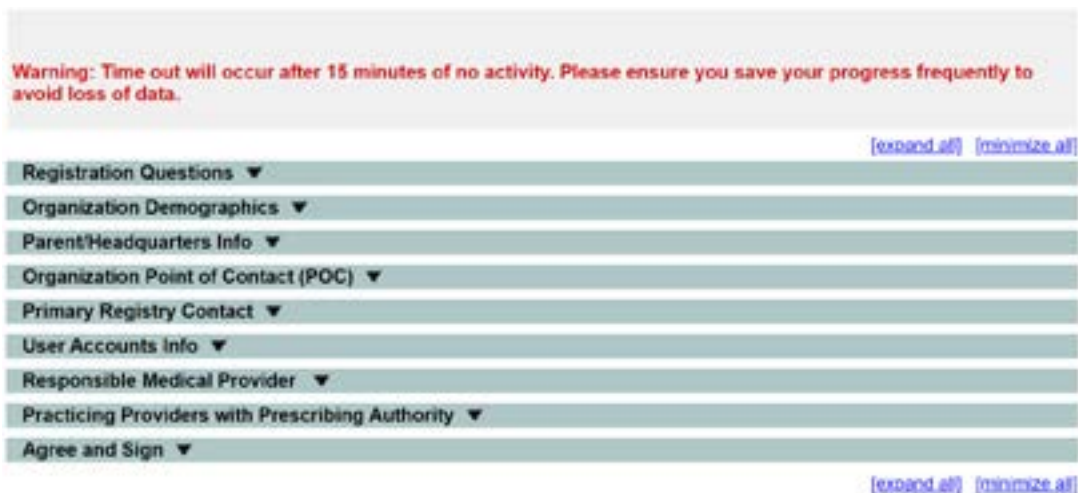 Warning: Time out will occur after 15 minutes of no activity. Please ensure you save your progress frequently to
avoid loss of data.
[expand all] [minimize all]
Registration Questions ▼
Organization Demographics ▼
Parent/Headquarters Info ▼
Organization Point of Contact (POC) ▼
Primary Registry Contact ▼
User Accounts Info ▼
Responsible Medical Provider ▼
Practicing Providers with Prescribing Authority ▼
Agree and Sign ▼
[expand all] [minimize all]